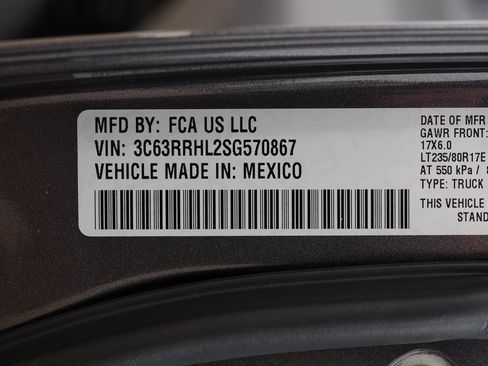 MFD BY: FCA US LLC
VIN: 3C63RRHL2SG570867
VEHICLE MADE IN: MEXICO
DATE OF MFR
GAWR FRONT:
17X6.0
LT235/80R17E
AT 550 kPa /
TYPE: TRUCK
THIS VEHICLE
STAND